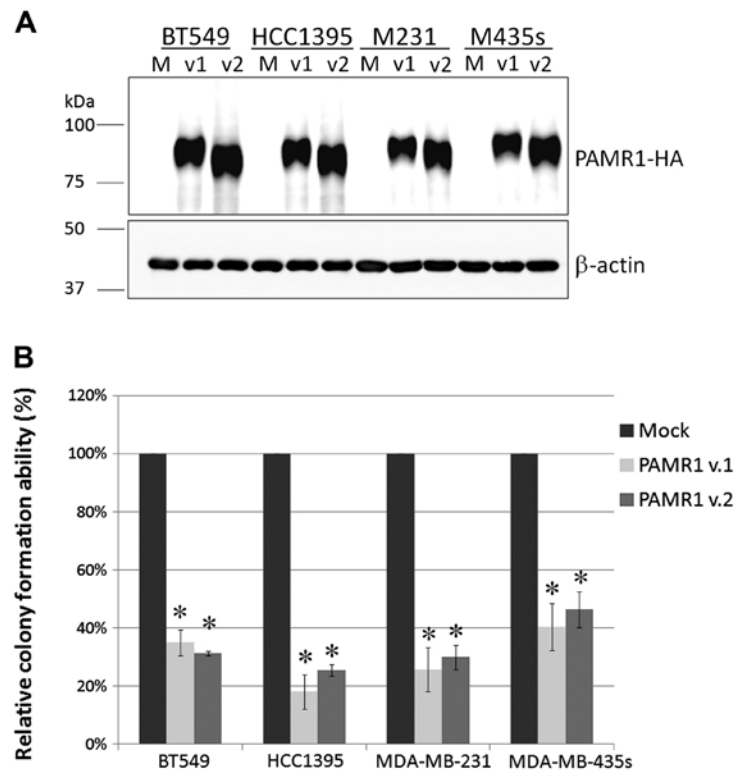 A
BT549 HCC1395 M231 M435s
M v1 v2 M v1 v2 M v1 v2 M v1 v2
kDa
100
75
PAMR1-HA
50
37
β-actin
B
Relative colony formation ability (%)
120%
100%
80%
60%
40%
20%
0%
* * * * * * * *
Mock
PAMR1 v.1
PAMR1 v.2
BT549 HCC1395 MDA-MB-231 MDA-MB-435s